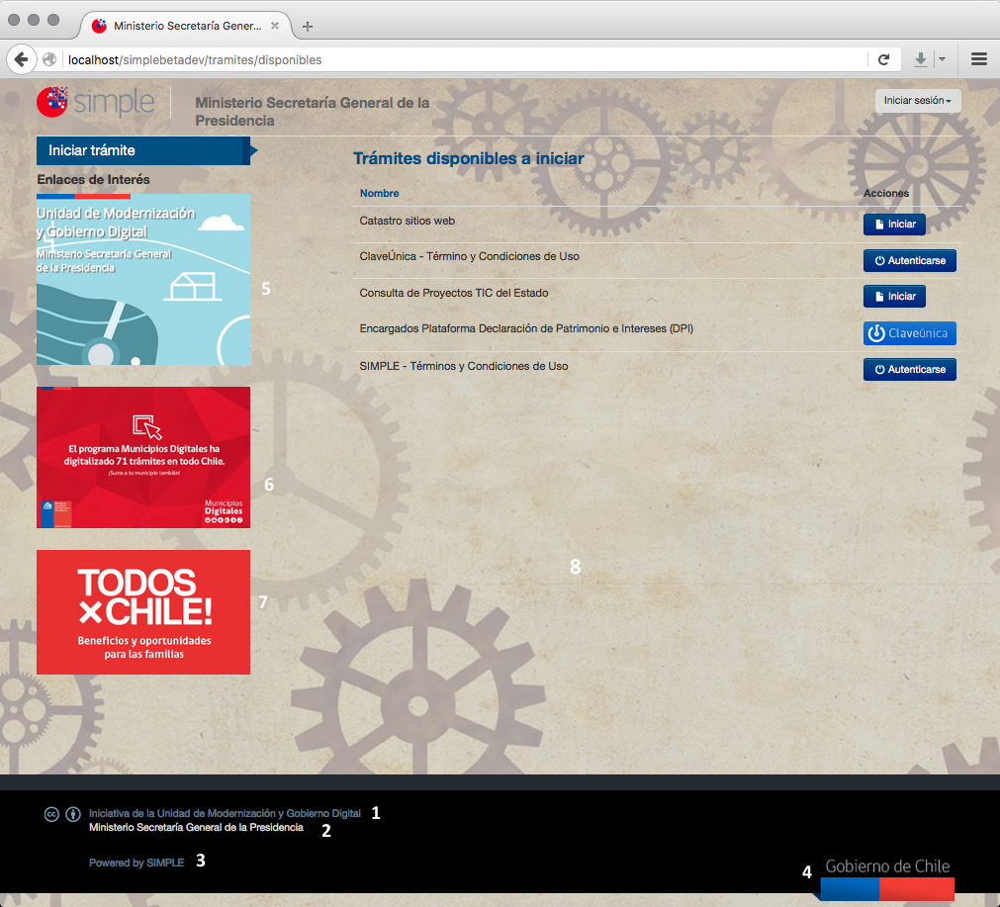 Ministerio Secretaría Gener...
localhost/simplebetadev/tramites/disponibles
simple
Ministerio Secretaría General de la
Presidencia
Iniciar sesión
Iniciar trámite
Enlaces de Interés
Unidad de Modernización
y Gobierno Digital
Ministerio Secretaría General
de la Presidencia
5
El programa Municipios Digitales ha
digitalizado 71 trámites en todo Chile.
¡Suma a tu municipio también!
Municipios
Digitales
6
TODOS
×CHILE!
Beneficios y oportunidades
para las familias
7
Trámites disponibles a iniciar
Nombre Acciones
Catastro sitios web Iniciar
ClaveÚnica - Término y Condiciones de Uso Autenticarse
Consulta de Proyectos TIC del Estado Iniciar
Encargados Plataforma Declaración de Patrimonio e Intereses (DPI) Claveúnica
SIMPLE - Términos y Condiciones de Uso Autenticarse
8
cc
Iniciativa de la Unidad de Modernización y Gobierno Digital 1
Ministerio Secretaría General de la Presidencia 2
Powered by SIMPLE 3
4 Gobierno de Chile